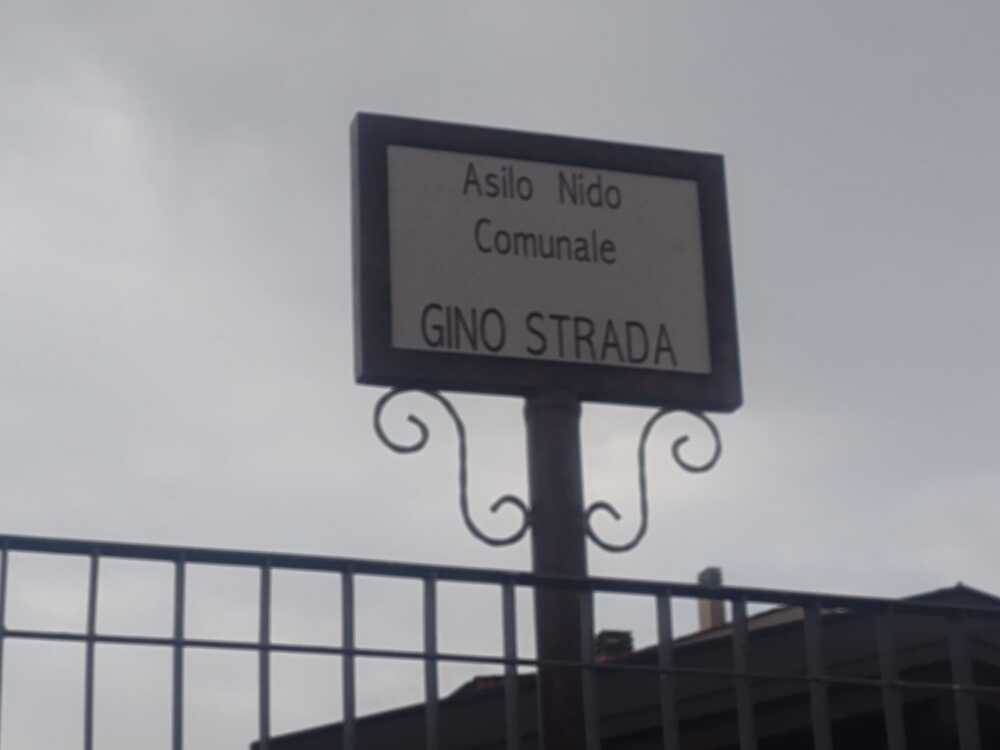 Asilo Nido
Comunale
GINO STRADA